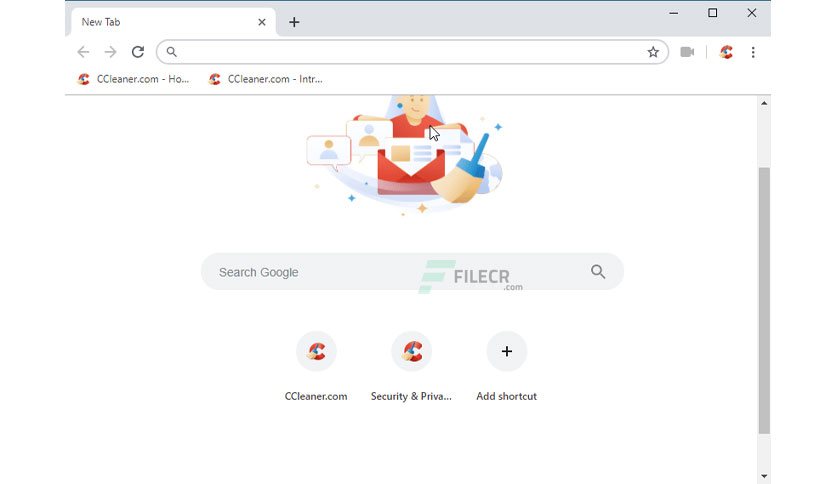 New Tab
CCleaner.com - Ho...
CCleaner.com - Intr...
Search Google
FILECR
.com
CCleaner.com
Security & Priva...
Add shortcut